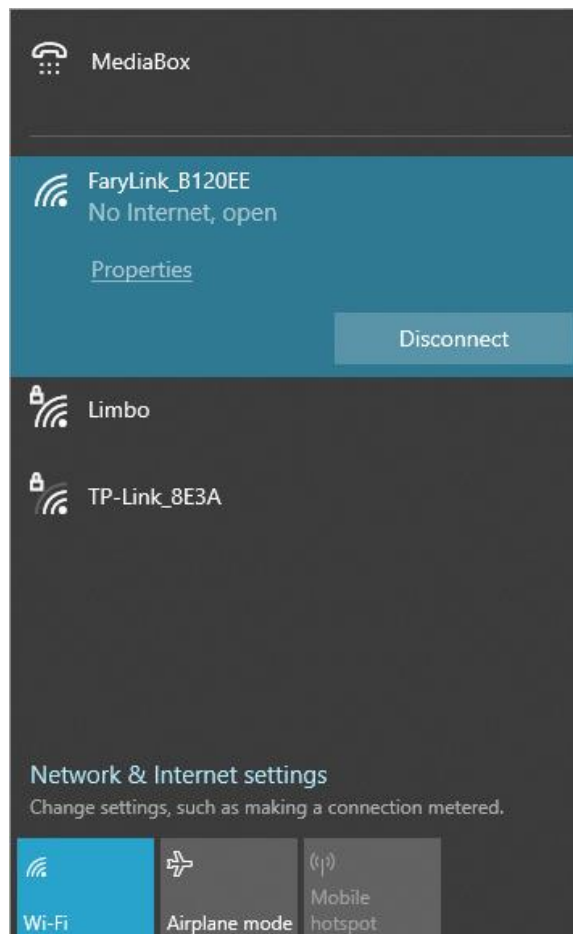 MediaBox
FaryLink_B120EE
No Internet, open
Properties
Disconnect
Limbo
TP-Link_8E3A
Network & Internet settings
Change settings, such as making a connection metered.
Wi-Fi
Airplane mode
Mobile
hotspot